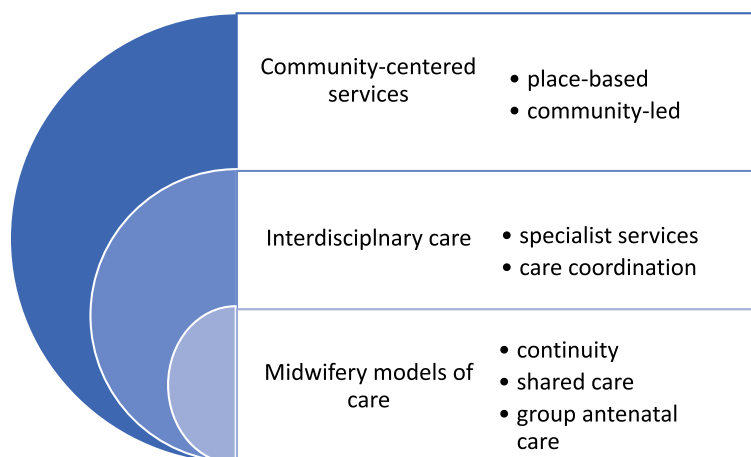 Community-centered
services
• place-based
• community-led
Interdisciplnary care
• specialist services
• care coordination
Midwifery models of
care
• continuity
• shared care
• group antenatal
care